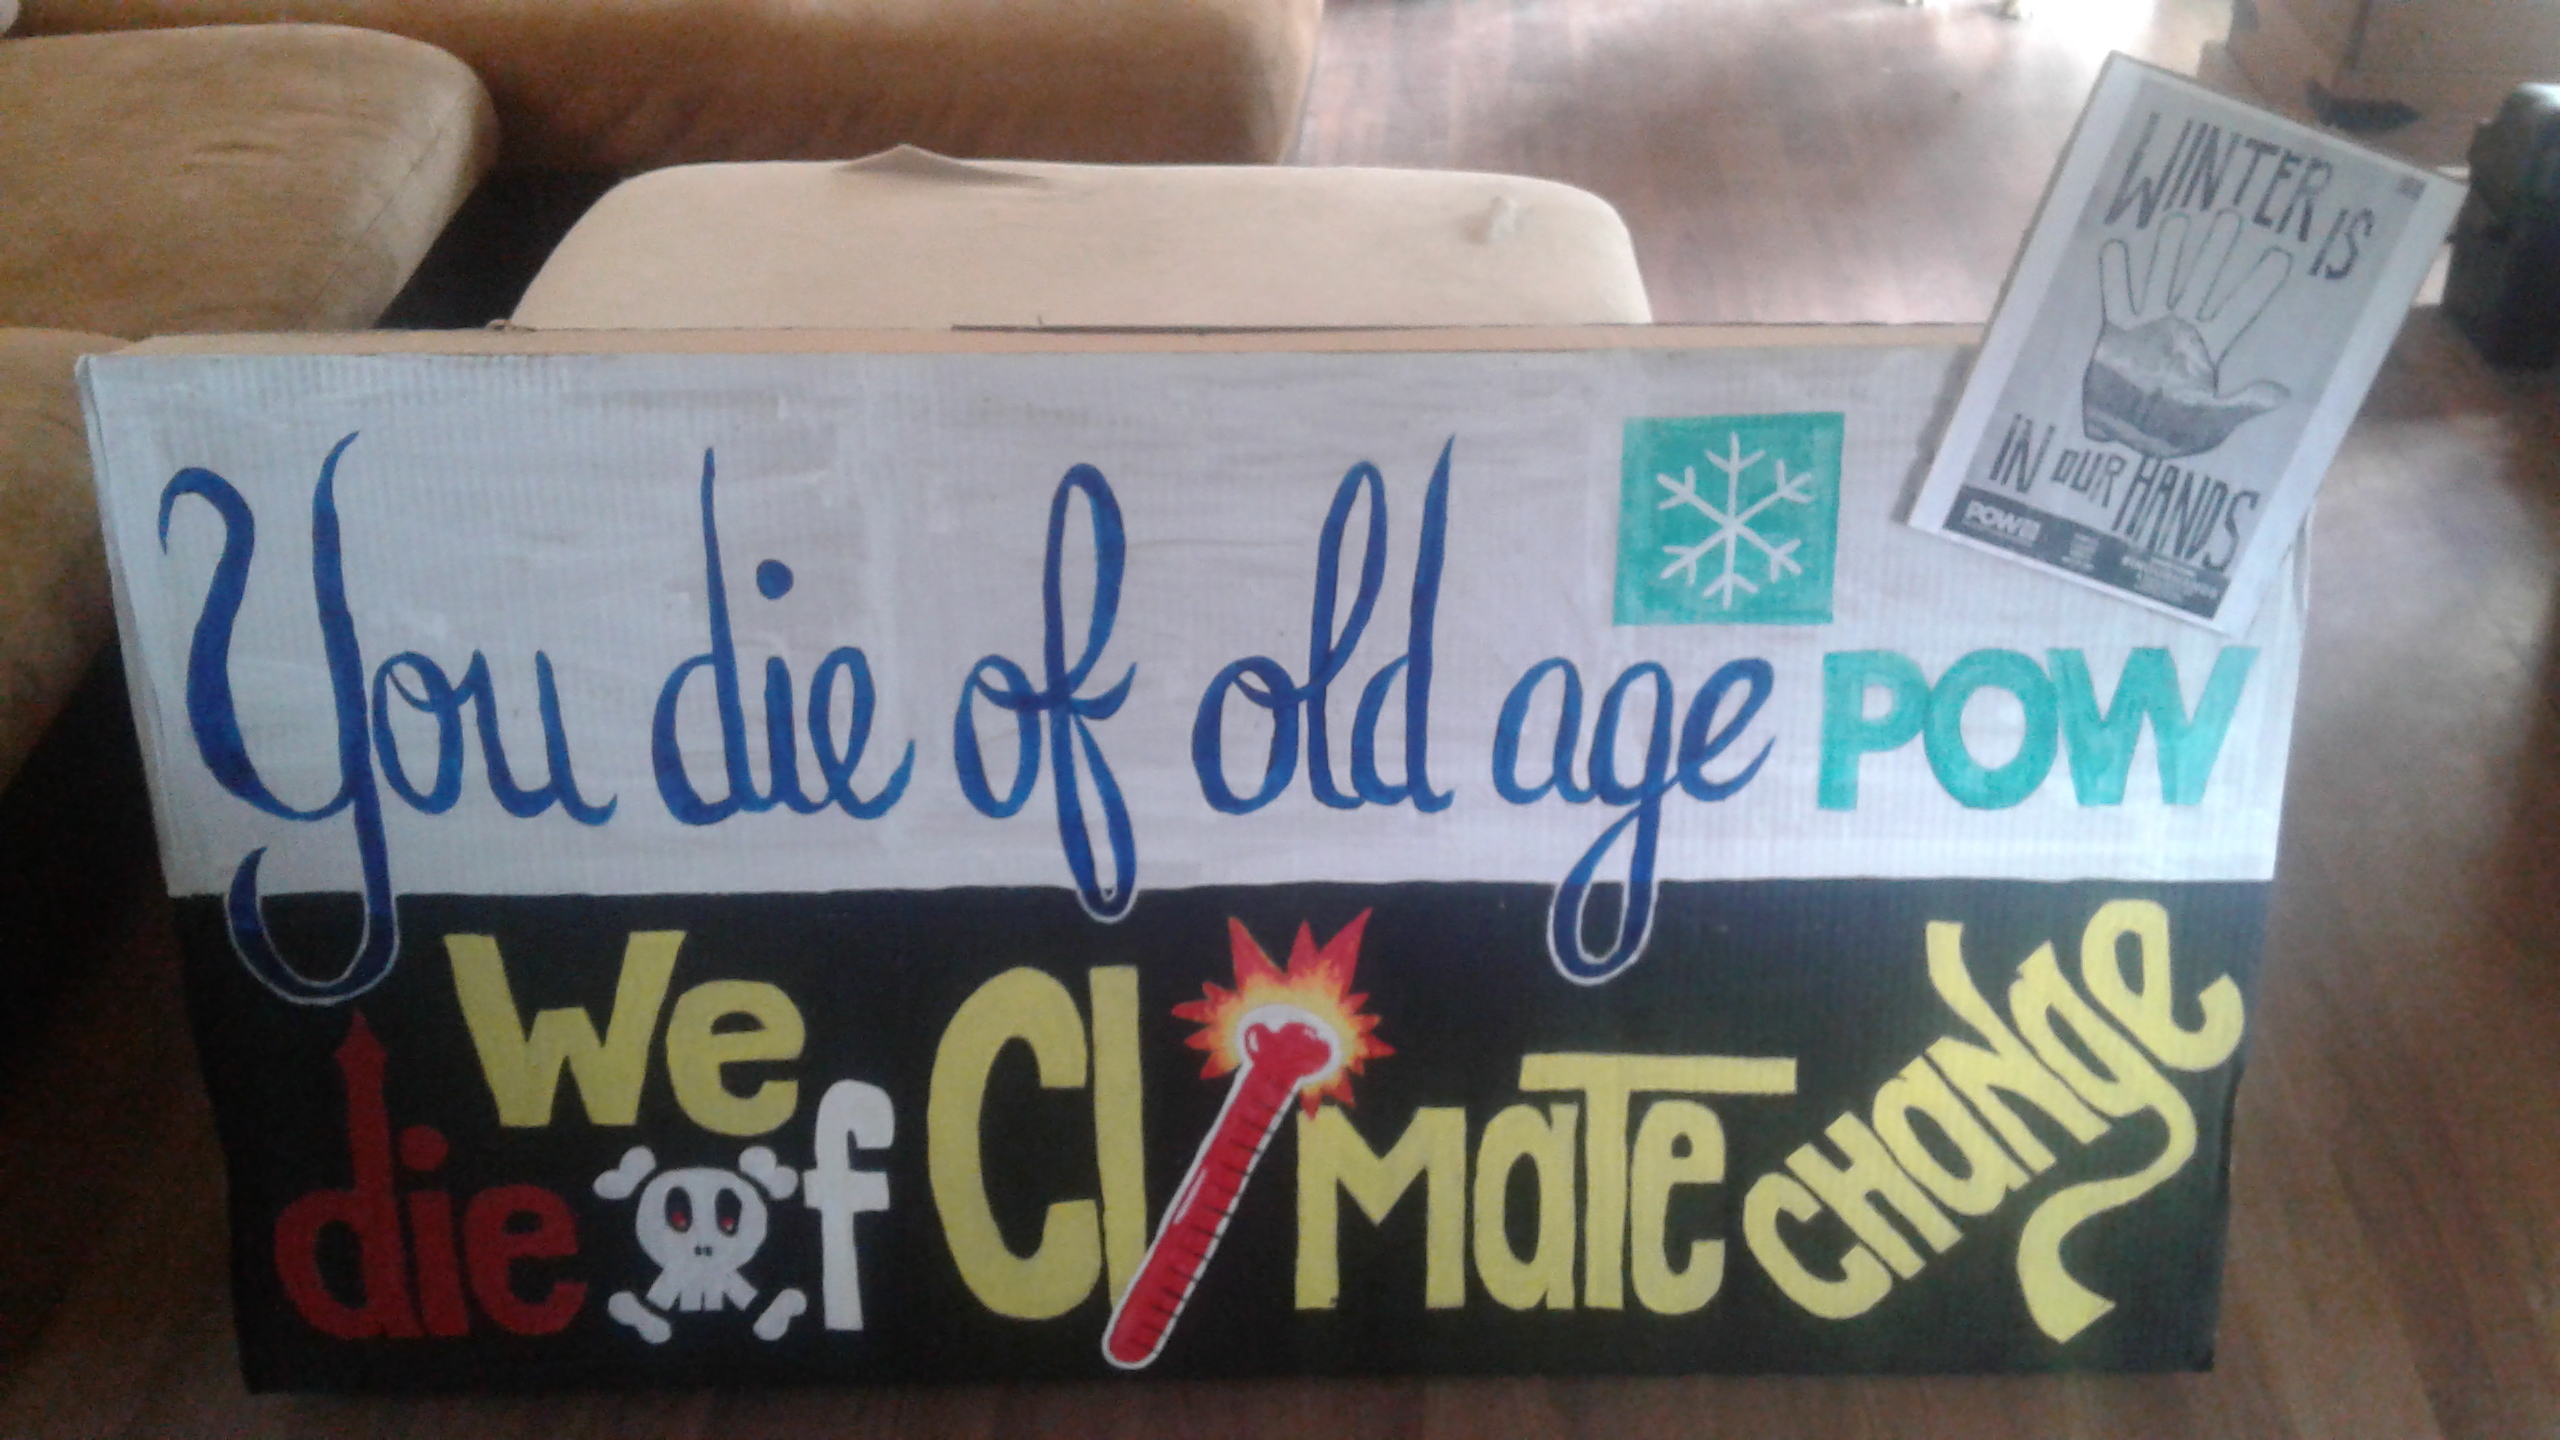 WINTER IS
IN OUR HANDS
POW
You die of old age
POW
We
die of Climate change